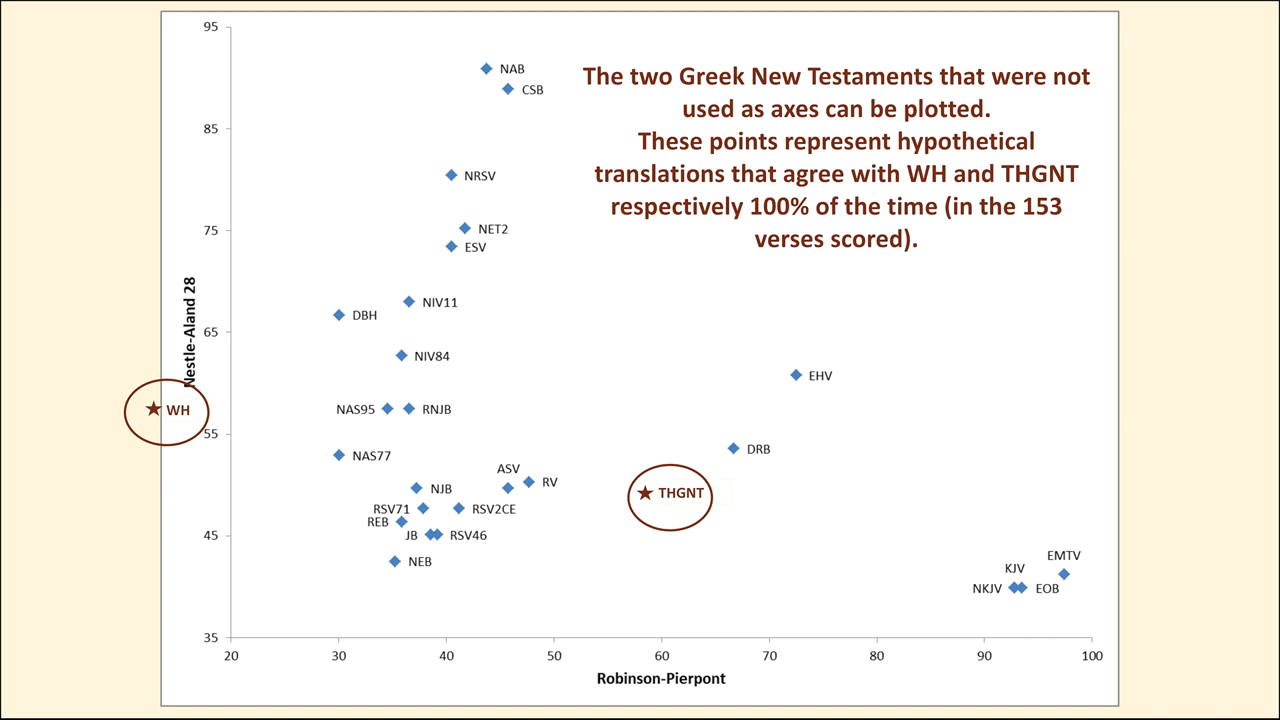 95
NAB
CSB
The two Greek New Testaments that were not
used as axes can be plotted.
These points represent hypothetical
translations that agree with WH and THGNT
respectively 100% of the time (in the 153
verses scored).
85
NRSV
75
NET2
ESV
Nestle-Aland 28
NIV11
DBH
65
NIV84
EHV
WH
NAS95
RNJB
55
DRB
NAS77
ASV
RV
NJB
THGNT
RSV71
RSV2CE
REB
45
JB
RSV46
NEB
EMTV
KJV
NKJV
EOB
35
20 30 40 50 60 70 80 90 100
Robinson-Pierpont